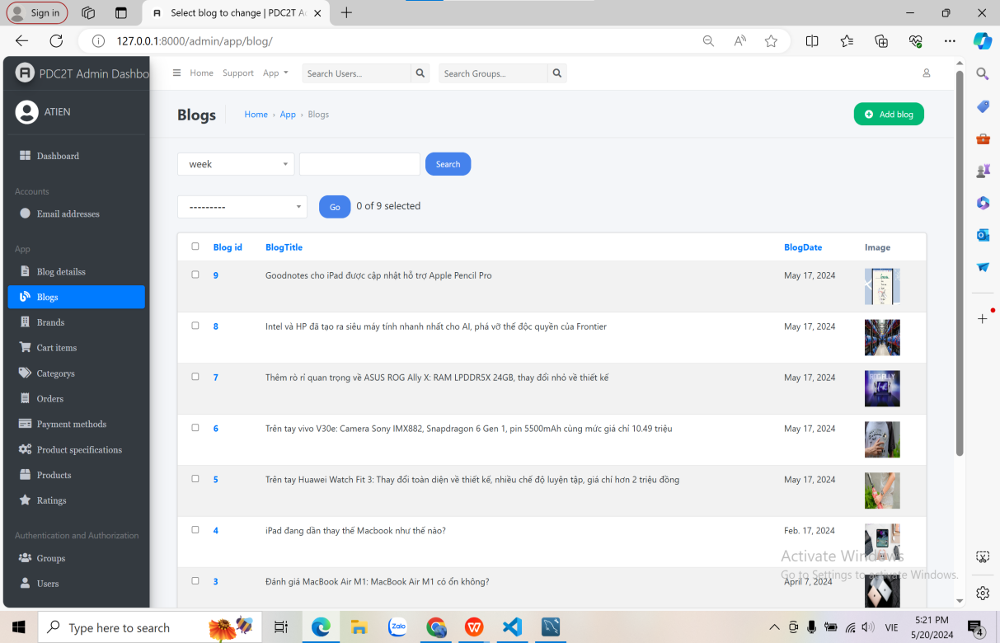 Sign in
Select blog to change | PDC2T A
127.0.0.1:8000/admin/app/blog/
PDC2T Admin Dashbo
Home Support App
Search Users...
Search Groups...
ATIEN
Blogs
Home › App › Blogs
Add blog
Dashboard
week
Search
Accounts
Email addresses
---------
Go
0 of 9 selected
App
Blog detailss
Blogs
Brands
Cart items
Categorys
Orders
Payment methods
Product specifications
Products
Ratings
Authentication and Authorization
Groups
Users
Blog id BlogTitle BlogDate Image
9 Goodnotes cho iPad được cập nhật hỗ trợ Apple Pencil Pro May 17, 2024
8 Intel và HP đã tạo ra siêu máy tính nhanh nhất cho AI, phá vỡ thế độc quyền của Frontier May 17, 2024
7 Thêm rò rỉ quan trọng về ASUS ROG Ally X: RAM LPDDR5X 24GB, thay đổi nhỏ về thiết kế May 17, 2024
ROG ALLY
6 Trên tay vivo V30e: Camera Sony IMX882, Snapdragon 6 Gen 1, pin 5500mAh cùng mức giá chỉ 10.49 triệu May 17, 2024
5 Trên tay Huawei Watch Fit 3: Thay đổi toàn diện về thiết kế, nhiều chế độ luyện tập, giá chỉ hơn 2 triệu đồng May 17, 2024
4 iPad đang dần thay thế Macbook như thế nào? Feb. 17, 2024
3 Đánh giá MacBook Air M1: MacBook Air M1 có ổn không? April 7, 2024
Activate Windows
Go to Settings to activate Windows.
Type here to search
Zalo
VIE
5:21 PM
5/20/2024
4